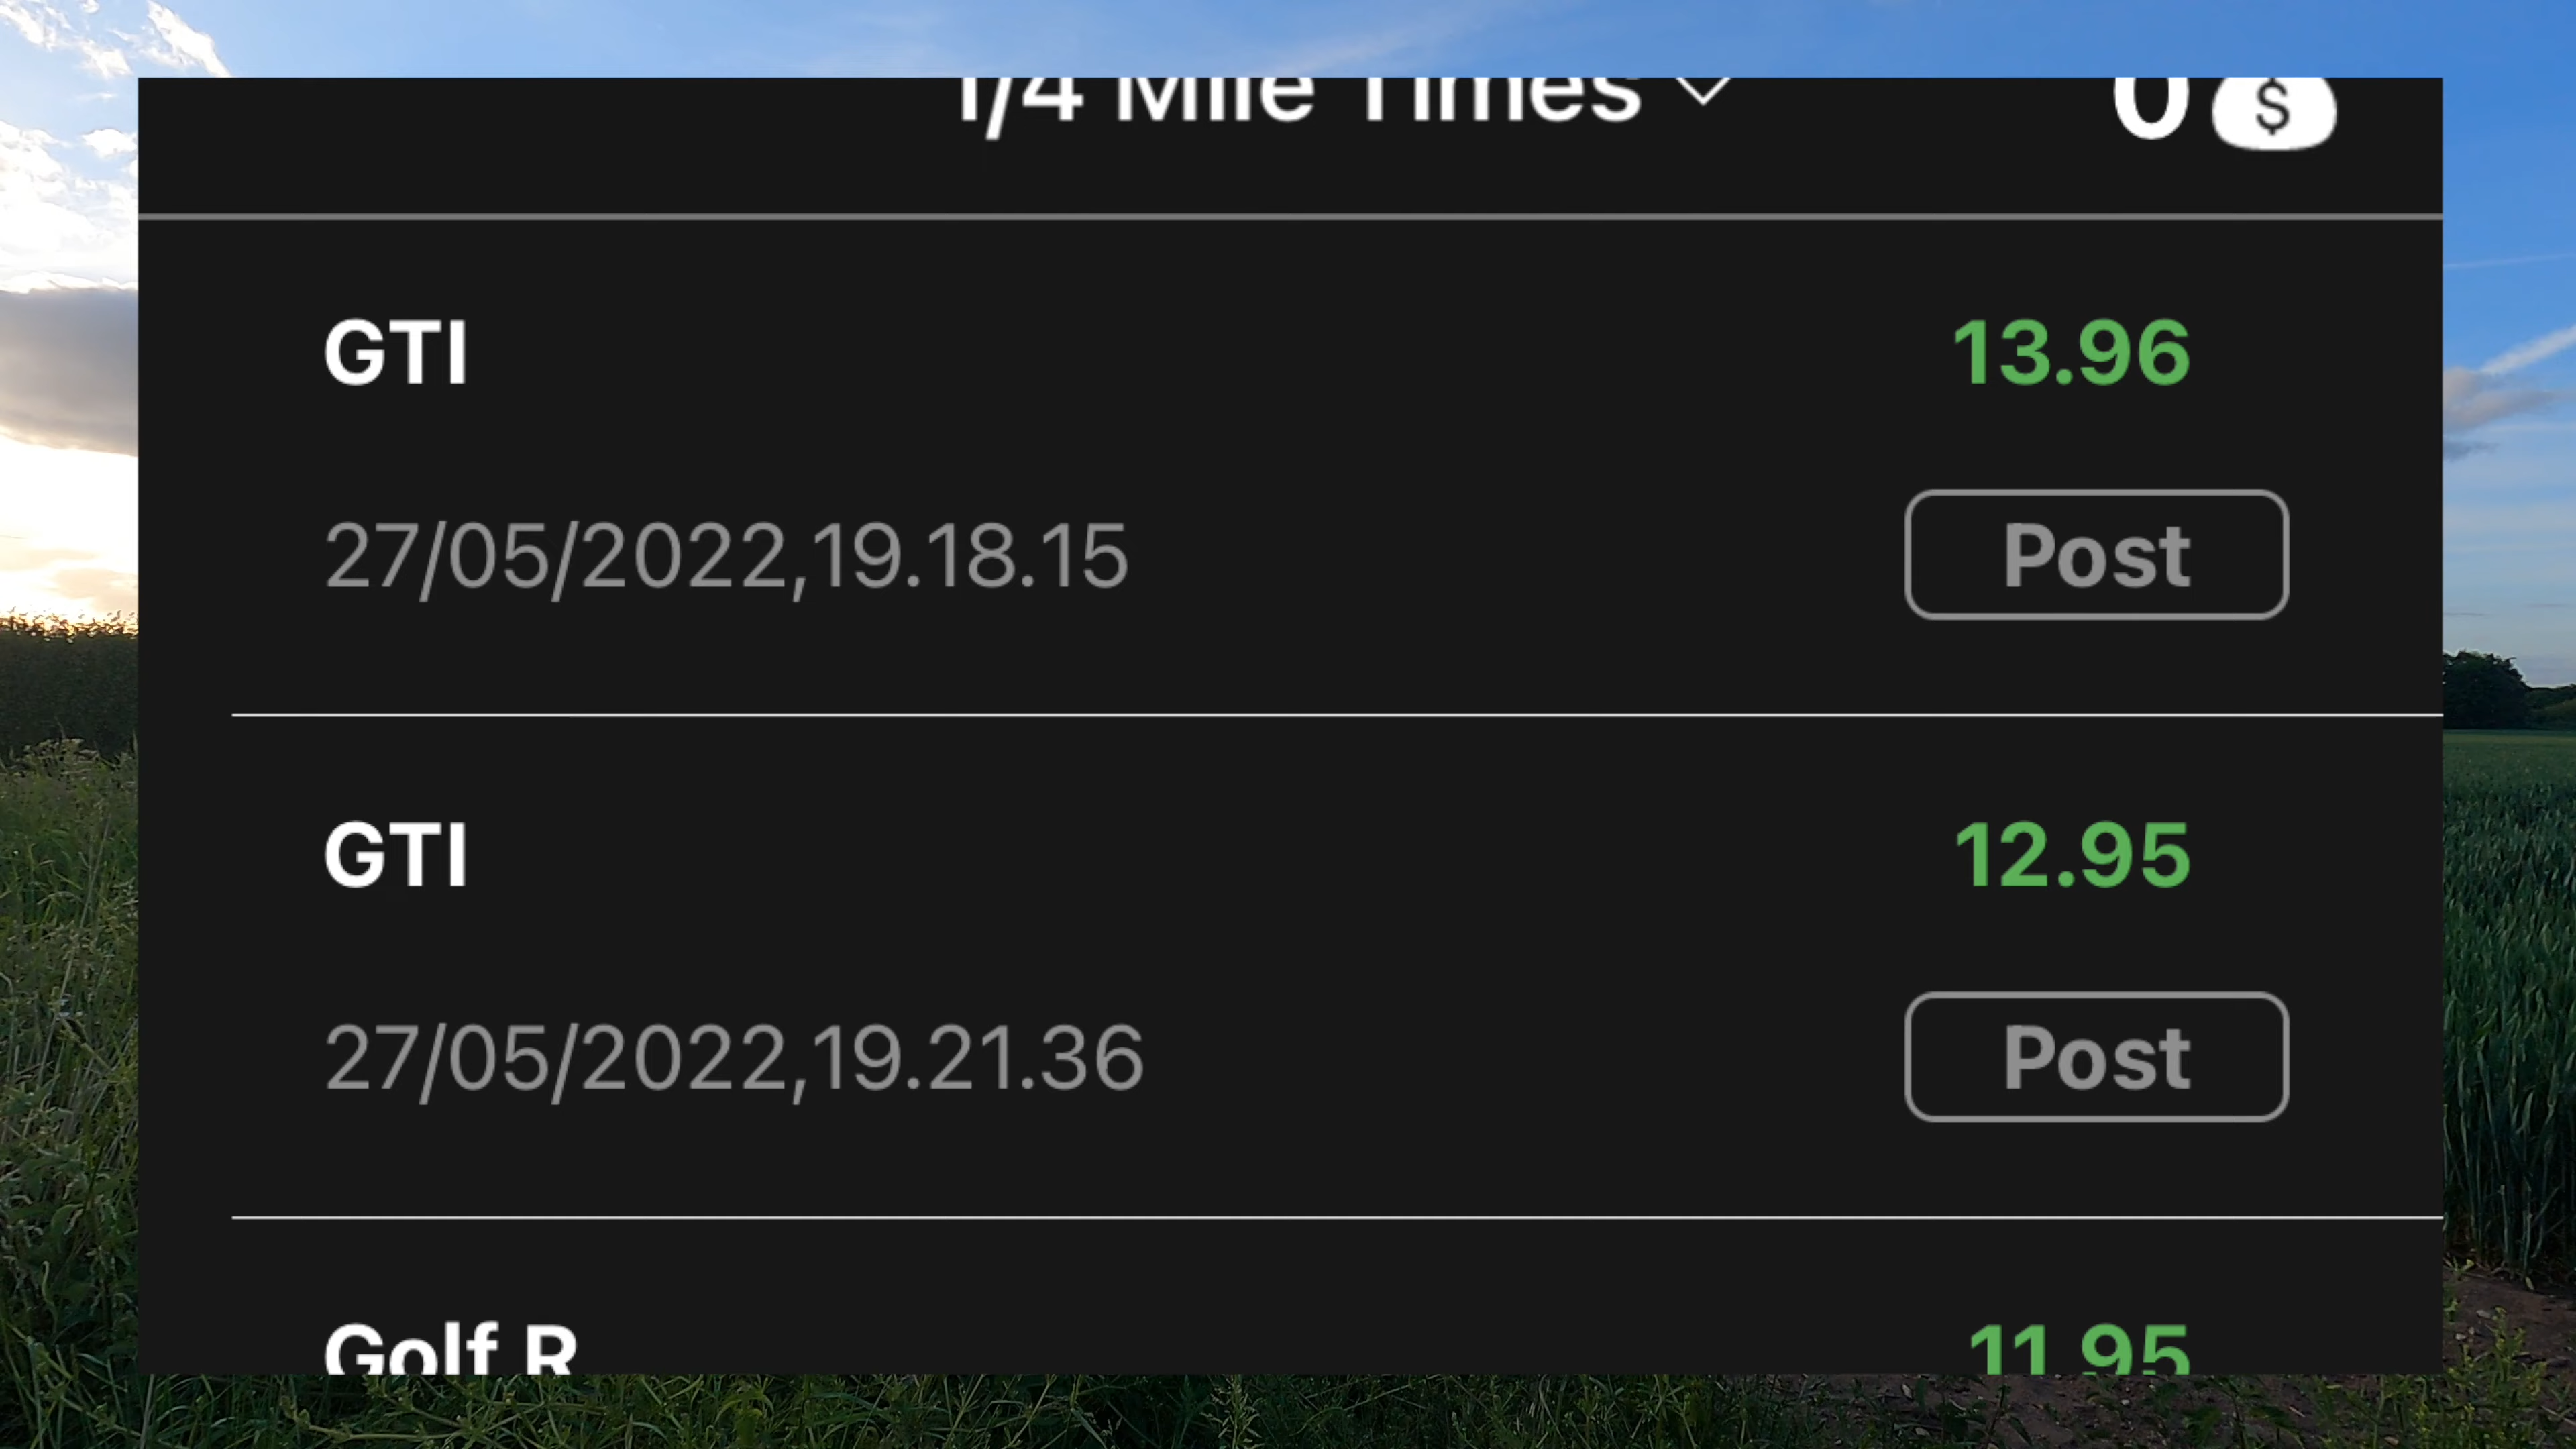 1/4 Mile Times
0 $
GTI 13.96
27/05/2022,19.18.15 Post
GTI 12.95
27/05/2022,19.21.36 Post
Golf R 11.95